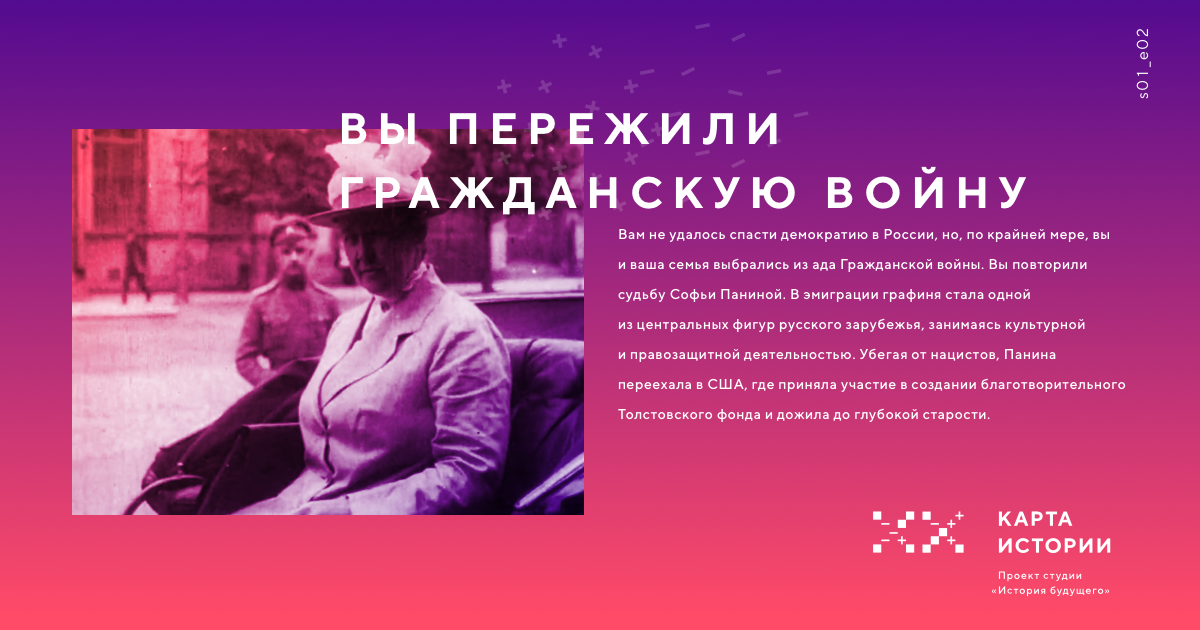 s01_e02
ВЫ ПЕРЕЖИЛИ
ГРАЖДАНСКУЮ ВОЙНУ
Вам не удалось спасти демократию в России, но, по крайней мере, вы
и ваша семья выбрались из ада Гражданской войны. Вы повторили
судьбу Софьи Паниной. В эмиграции графиня стала одной
из центральных фигур русского зарубежья, занимаясь культурной
и правозащитной деятельностью. Убегая от нацистов, Панина
переехала в США, где приняла участие в создании благотворительного
Толстовского фонда и дожила до глубокой старости.
КАРТА
ИСТОРИИ
Проект студии
«История будущего»